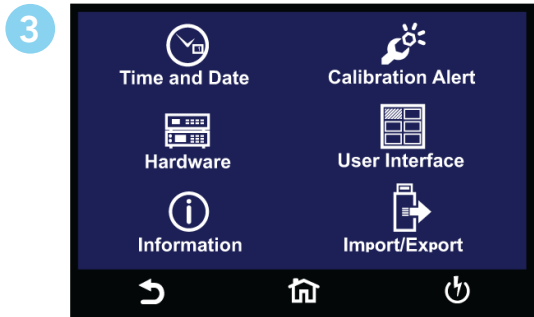 3
Time and Date
Calibration Alert
Hardware
User Interface
Information
Import/Export